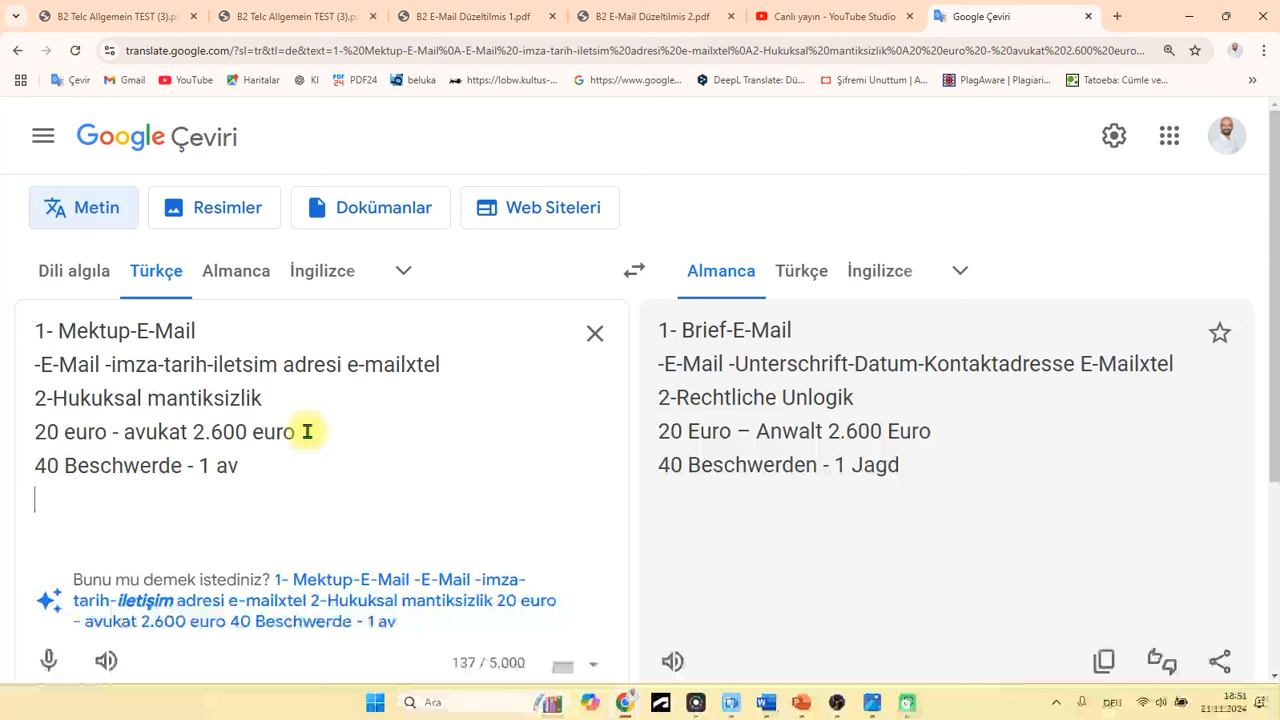 B2 Telc Allgemein TEST (3).pdf
B2 Telc Allgemein TEST (3).pdf
B2 E-Mail Düzeltilmis 1.pdf
B2 E-Mail Düzeltilmis 2.pdf
Canlı yayın - YouTube Studio
Google Çeviri
translate.google.com/?sl=tr&tl=de&text=1-%20Mektup-E-Mail%0A-E-Mail%20-imza-tarih-iletsim%20adresi%20e-mailxtel%0A2-Hukuksal%20mantiksizlik%0A20%20euro%20-%20avukat%202.600%20euro...
Çevir
Gmail
YouTube
Haritalar
KI
PDF24
beluka
https://lobw.kultus-...
https://www.google...
DeepL Translate: Dü...
Şifremi Unuttum | A...
PlagAware | Plagiari...
Tatoeba: Cümle ve...
Google Çeviri
Metin
Resimler
Dokümanlar
Web Siteleri
Dili algıla Türkçe Almanca İngilizce
Almanca Türkçe İngilizce
1- Mektup-E-Mail
-E-Mail -imza-tarih-iletsim adresi e-mailxtel
2-Hukuksal mantiksizlik
20 euro - avukat 2.600 euro
40 Beschwerde - 1 av
Bunu mu demek istediniz? 1- Mektup-E-Mail -E-Mail -imza-
tarih-iletişim adresi e-mailxtel 2-Hukuksal mantiksizlik 20 euro
- avukat 2.600 euro 40 Beschwerde - 1 av
137 / 5.000
1- Brief-E-Mail
-E-Mail -Unterschrift-Datum-Kontaktadresse E-Mailxtel
2-Rechtliche Unlogik
20 Euro – Anwalt 2.600 Euro
40 Beschwerden - 1 Jagd
Ara
DEU
18:51
21.11.2024